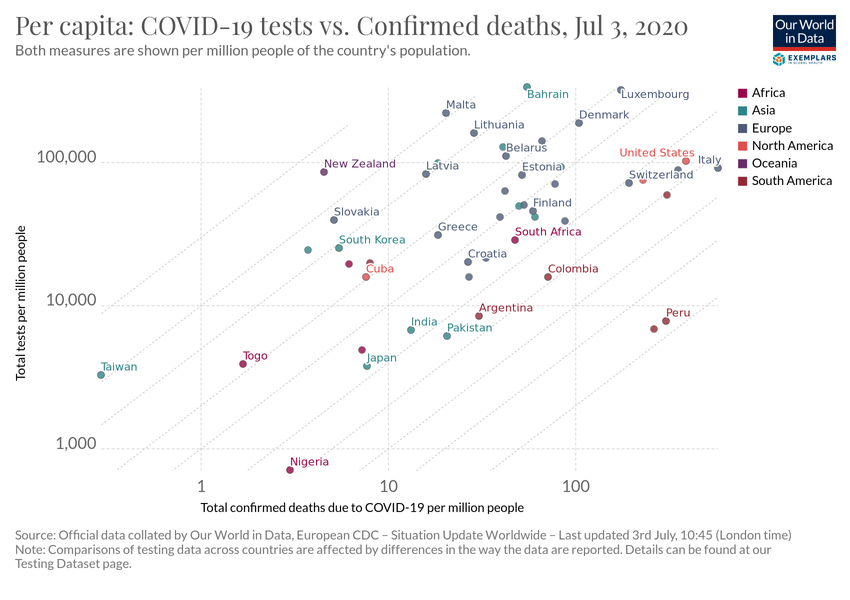 Per capita: COVID-19 tests vs. Confirmed deaths, Jul 3, 2020
Both measures are shown per million people of the country's population.
Our World
in Data
EXEMPLARS
IN GLOBAL HEALTH
Africa
Asia
Europe
North America
Oceania
South America
Total tests per million people
100,000
10,000
1,000
Bahrain
Luxembourg
Malta
Lithuania
Denmark
Belarus
United States
Italy
New Zealand
Latvia
Estonia
Switzerland
Slovakia
Finland
Greece
South Africa
South Korea
Croatia
Cuba
Colombia
Argentina
Peru
India
Pakistan
Togo
Japan
Taiwan
Nigeria
1
10
100
Total confirmed deaths due to COVID-19 per million people
Source: Official data collated by Our World in Data, European CDC – Situation Update Worldwide – Last updated 3rd July, 10:45 (London time)
Note: Comparisons of testing data across countries are affected by differences in the way the data are reported. Details can be found at our
Testing Dataset page.